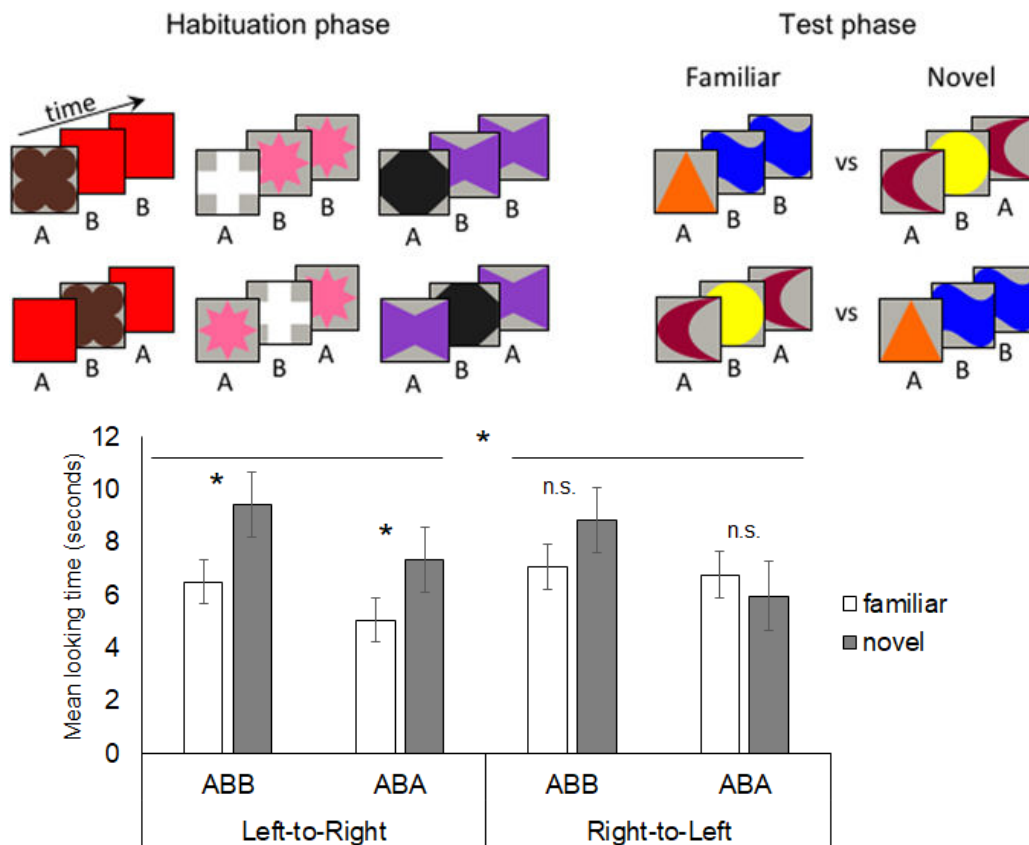 Habituation phase Test phase
Familiar Novel
time
vs
A B B A B B A B B A B B A B A
vs
A B A A B A A B A A B A A B B
Mean looking time (seconds)
12
10
8
6
4
2
0
*
*
*
n.s.
n.s.
familiar
novel
ABB ABA ABB ABA
Left-to-Right Right-to-Left